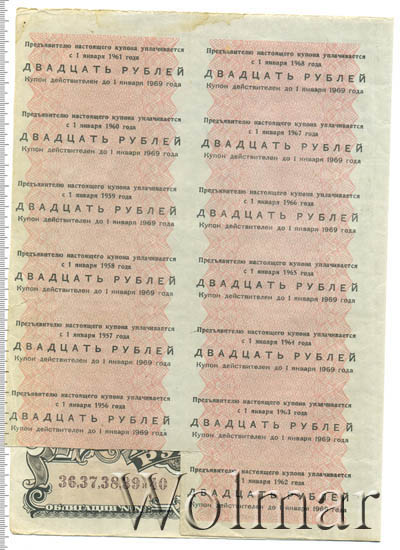 Предъявителю настоящего купона уплачивается
с 1 января 1961 года
ДВАДЦАТЬ РУБЛЕЙ
Купон действителен до 1 января 1969 года
Предъявителю настоящего купона уплачивается
с 1 января 1960 года
ДВАДЦАТЬ РУБЛЕЙ
Купон действителен до 1 января 1969 года
Предъявителю настоящего купона уплачивается
с 1 января 1959 года
ДВАДЦАТЬ РУБЛЕЙ
Купон действителен до 1 января 1969 года
Предъявителю настоящего купона уплачивается
с 1 января 1958 года
ДВАДЦАТЬ РУБЛЕЙ
Купон действителен до 1 января 1969 года
Предъявителю настоящего купона уплачивается
с 1 января 1957 года
ДВАДЦАТЬ РУБЛЕЙ
Купон действителен до 1 января 1969 года
Предъявителю настоящего купона уплачивается
с 1 января 1956 года
ДВАДЦАТЬ РУБЛЕЙ
Купон действителен до 1 января 1969 года
36,37,38,39и40
ОБЛИГАЦИИ
Предъявителю настоящего купона уплачивается
с 1 января 1968 года
ДВАДЦАТЬ РУБЛЕЙ
Купон действителен до 1 января 1969 года
Предъявителю настоящего купона уплачивается
с 1 января 1967 года
ДВАДЦАТЬ РУБЛЕЙ
Купон действителен до 1 января 1969 года
Предъявителю настоящего купона уплачивается
с 1 января 1966 года
ДВАДЦАТЬ РУБЛЕЙ
Купон действителен до 1 января 1969 года
Предъявителю настоящего купона уплачивается
с 1 января 1965 года
ДВАДЦАТЬ РУБЛЕЙ
Купон действителен до 1 января 1969 года
Предъявителю настоящего купона уплачивается
с 1 января 1964 года
ДВАДЦАТЬ РУБЛЕЙ
Купон действителен до 1 января 1969 года
Предъявителю настоящего купона уплачивается
с 1 января 1963 года
ДВАДЦАТЬ РУБЛЕЙ
Купон действителен до 1 января 1969 года
Предъявителю настоящего купона уплачивается
с 1 января 1962 года
ДВАДЦАТЬ РУБЛЕЙ
Купон действителен до 1 января 1969 года
Wolmar